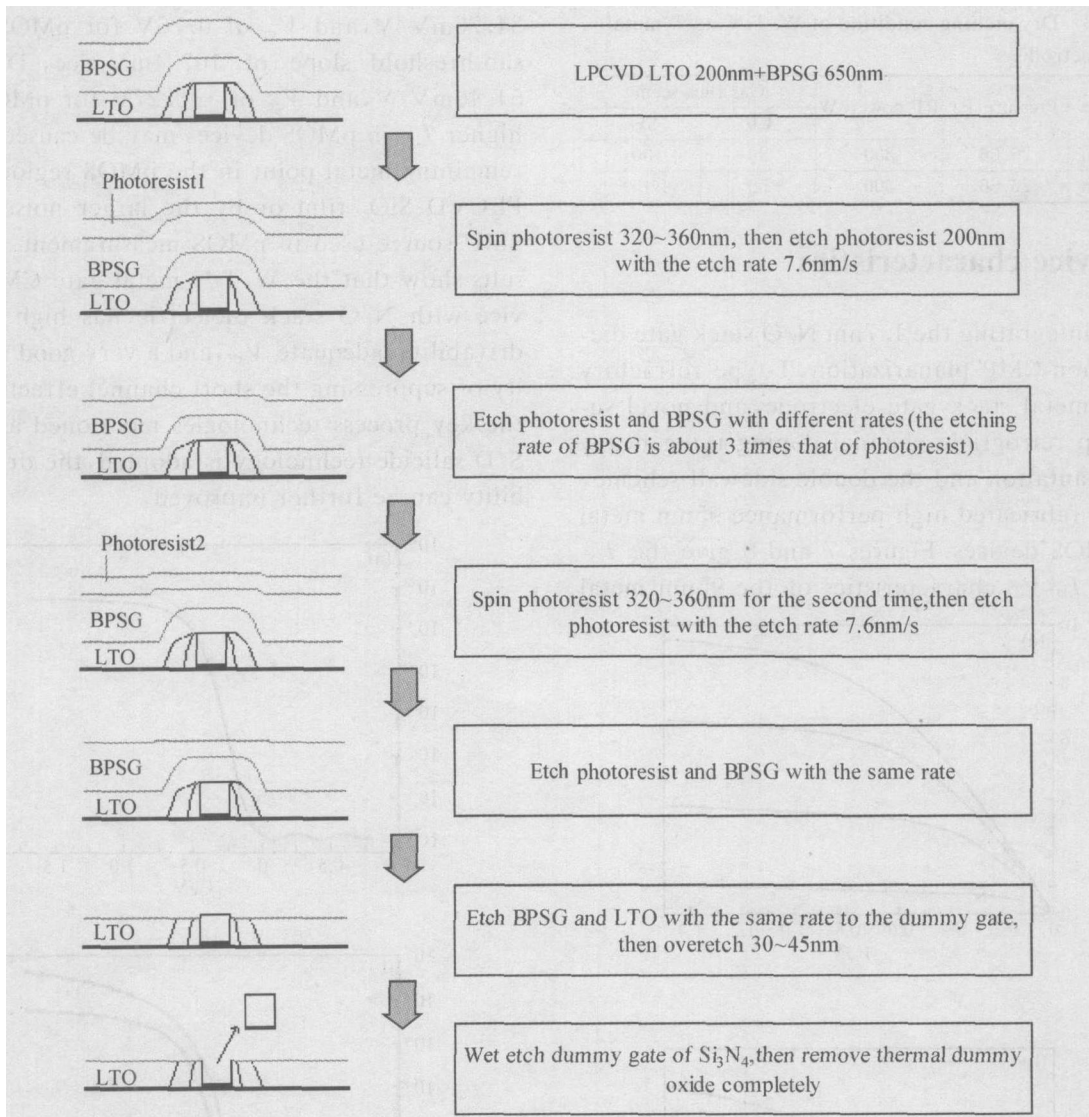 BPSG
LTO
LPCVD LTO 200nm+BPSG 650nm
Photoresist1
BPSG
LTO
Spin photoresist 320~360nm, then etch photoresist 200nm
with the etch rate 7.6nm/s
BPSG
LTO
Etch photoresist and BPSG with different rates (the etching
rate of BPSG is about 5 times that of photoresist)
Photoresist2
BPSG
LTO
Spin photoresist 320~360nm for the second time,then etch
photoresist with the etch rate 7.6nm/s
BPSG
LTO
Etch photoresist and BPSG with the same rate
LTO
Etch BPSG and LTO with the same rate to the dummy gate,
then overetch 30~45nm
LTO
Wet etch dummy gate of Si₃N₄,then remove thermal dummy
oxide completely